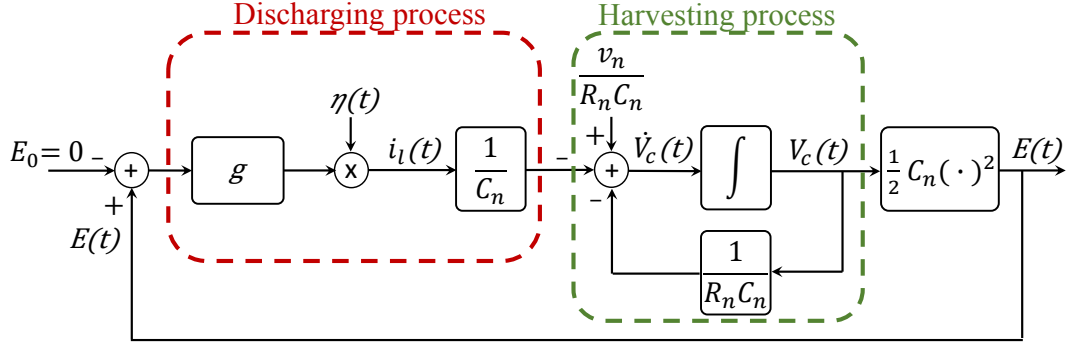 Discharging process
Harvesting process
v_n
R_nC_n
η(t)
E_0 = 0
-
+
+
E(t)
g
x
i_l(t)
1
C_n
-
+
+
-
V̇_c(t)
∫
V_c(t)
1/2 C_n(·)^2
E(t)
1
R_nC_n